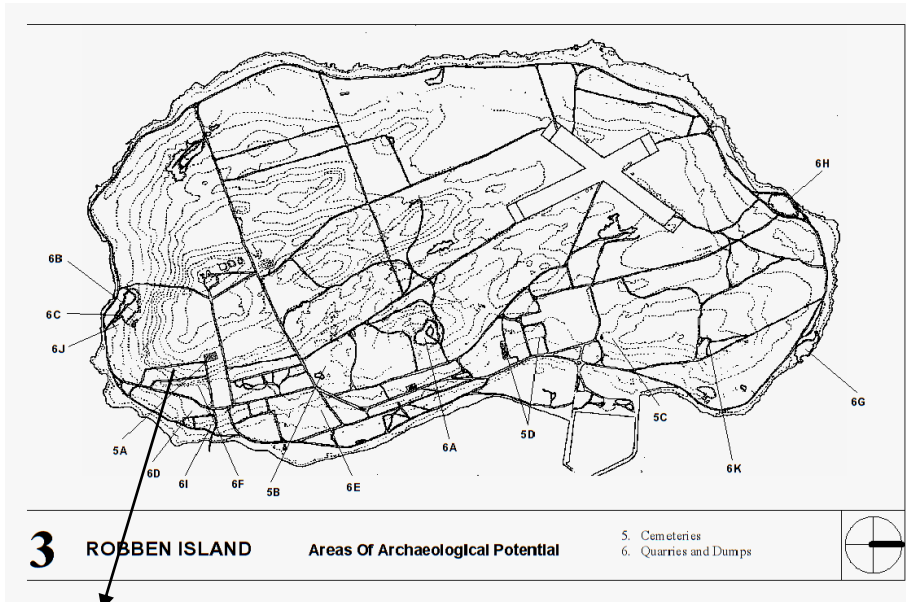 6H
6B
6C
6J
6G
5A
6D
6I
6F
5B
6E
6A
5D
5C
6K
3 ROBBEN ISLAND Areas Of Archaeological Potential
5. Cemeteries
6. Quarries and Dumps